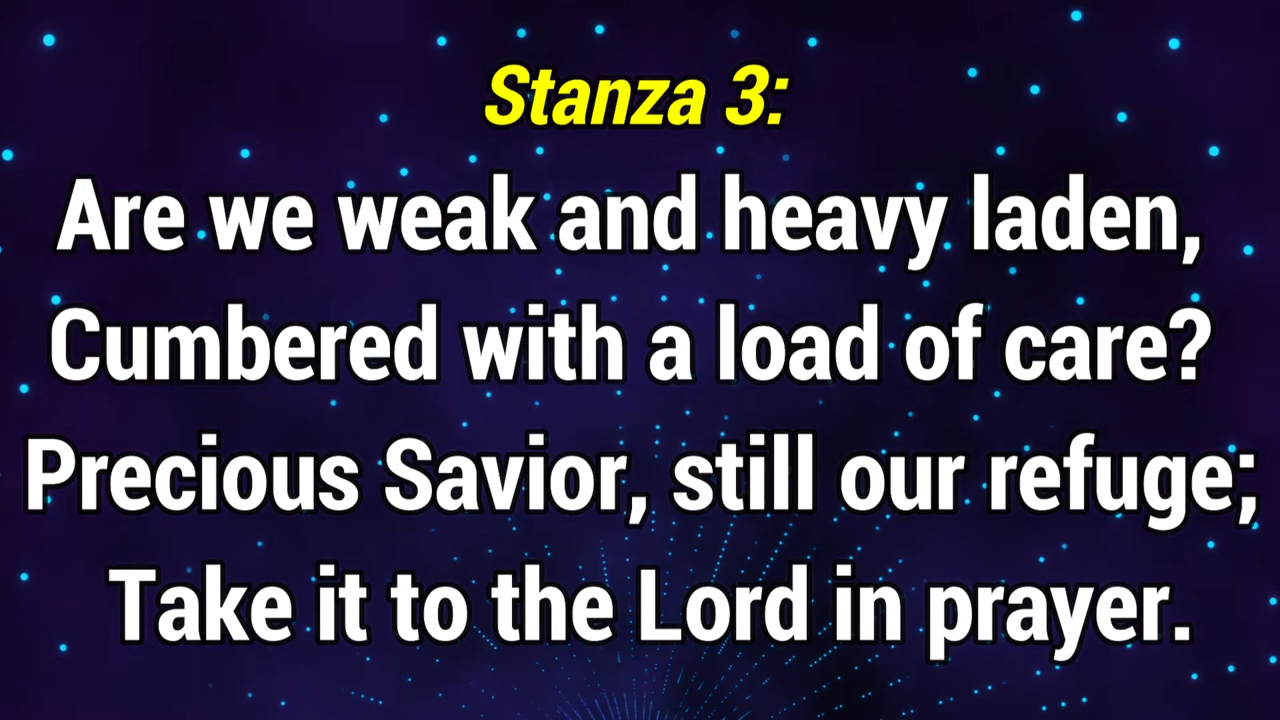 Stanza 3:
Are we weak and heavy laden,
Cumbered with a load of care?
Precious Savior, still our refuge;
Take it to the Lord in prayer.